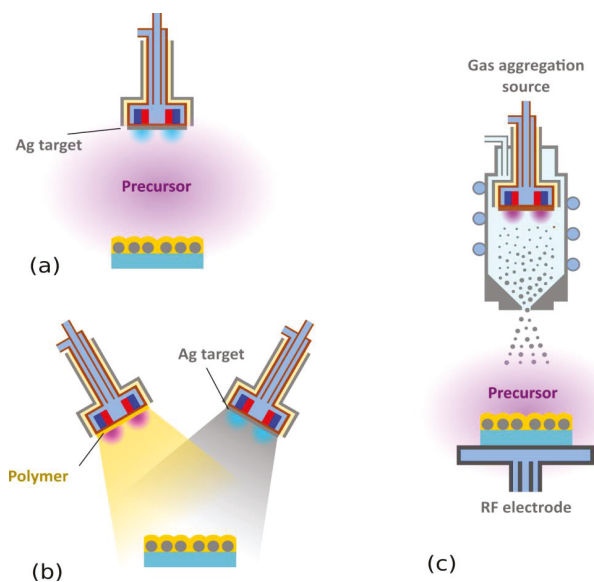 Ag target
Precursor
(a)
Ag target
Polymer
(b)
Gas aggregation
source
Precursor
RF electrode
(c)